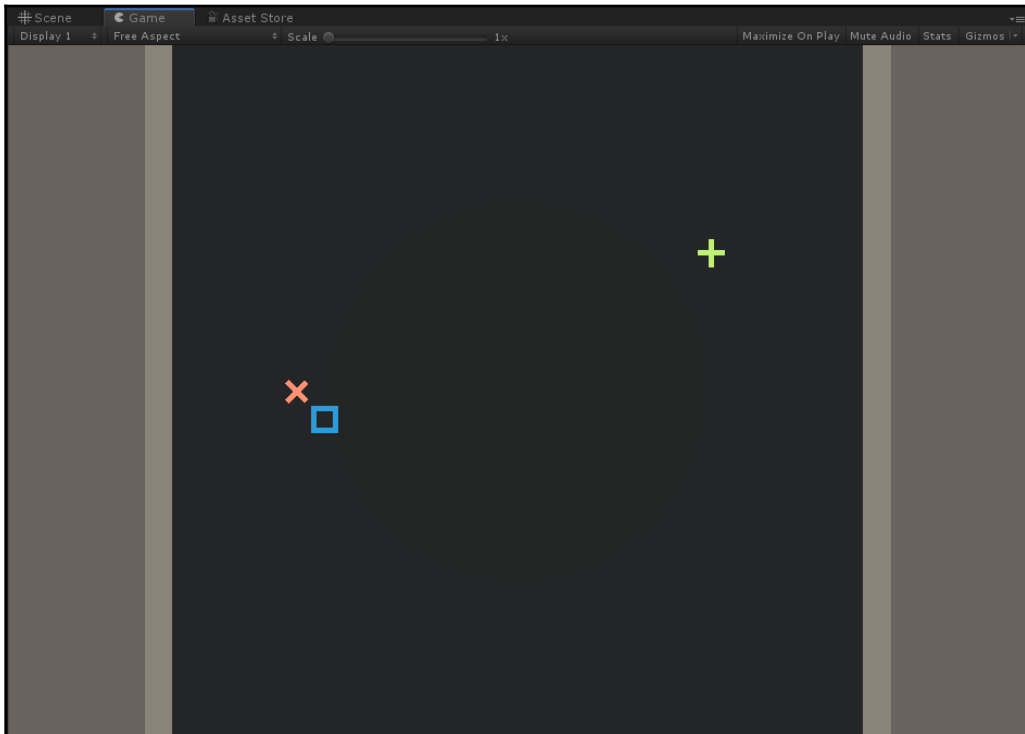 Scene Game Asset Store
Display 1 Free Aspect Scale 1x Maximize On Play Mute Audio Stats Gizmos